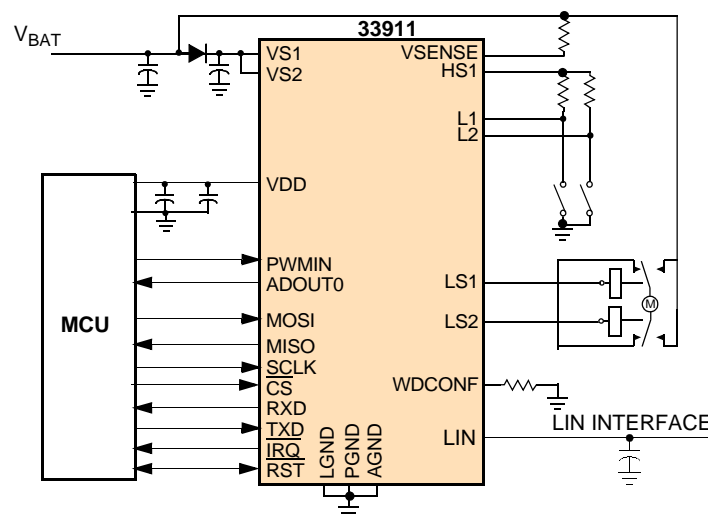 33911
VBAT
VS1
VS2
VSENSE
HS1
L1
L2
VDD
MCU
PWMIN
ADOUT0
MOSI
MISO
SCLK
CS
RXD
TXD
IRQ
RST
LS1
LS2
M
WDCONF
LIN
LIN INTERFACE
LGND
PGND
AGND